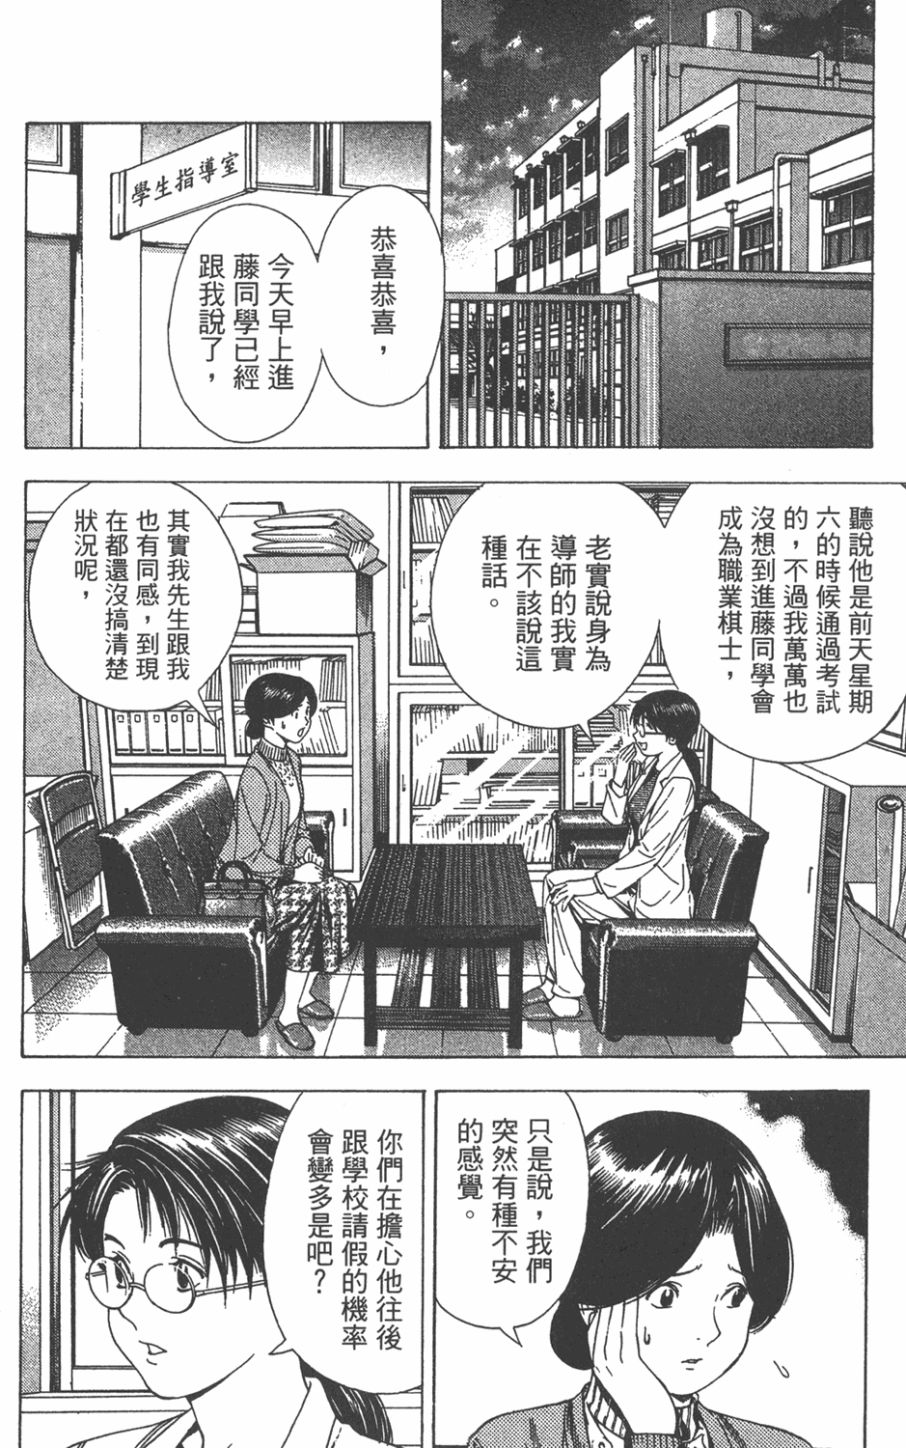 學生指導室
恭喜恭喜，
今天早上進
藤同學已經
跟我說了，
聽說他是前天星期
六的時候通過考試
的，不過我萬萬也
沒想到進藤同學會
成為職業棋士，
老實說身為
導師的我實
在不該說這
種話。
其實我先生跟我
也有同感，到現
在都還沒搞清楚
狀況呢，
只是說，我們
突然有種不安
的感覺。
你們在擔心他往後
跟學校請假的機率
會變多是吧？